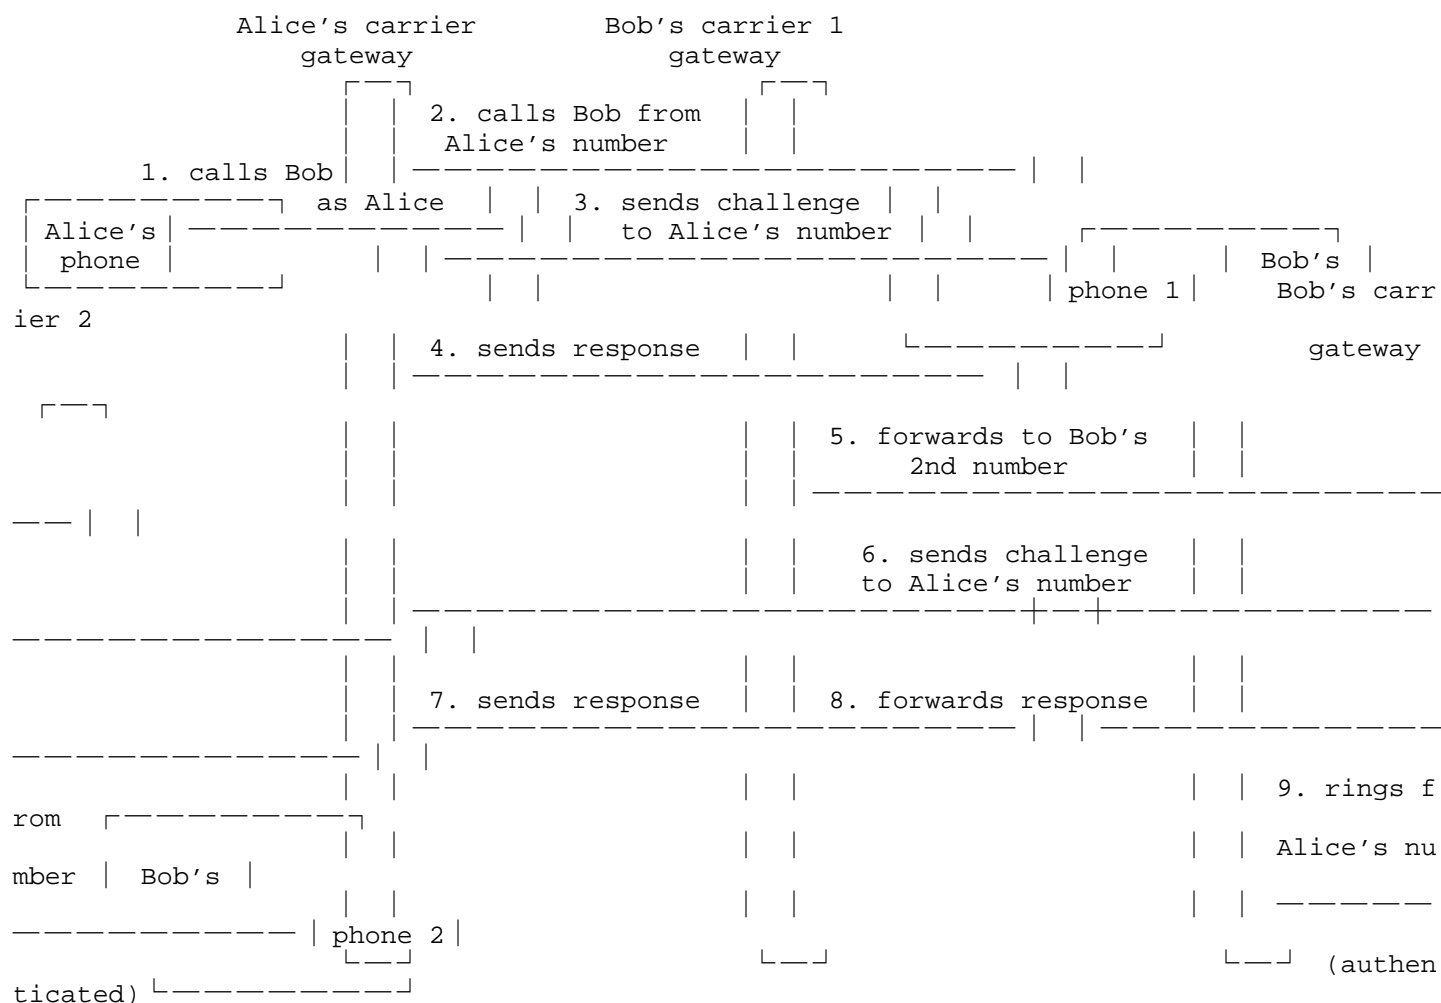 Alice's carrier Bob's carrier 1
gateway gateway
2. calls Bob from
Alice's number
1. calls Bob
as Alice 3. sends challenge
Alice's to Alice's number
phone Bob's
phone 1 Bob's carr
ier 2
4. sends response gateway
5. forwards to Bob's
2nd number
6. sends challenge
to Alice's number
7. sends response 8. forwards response
9. rings f
rom
Alice's nu
mber Bob's
phone 2
(authen
ticated)